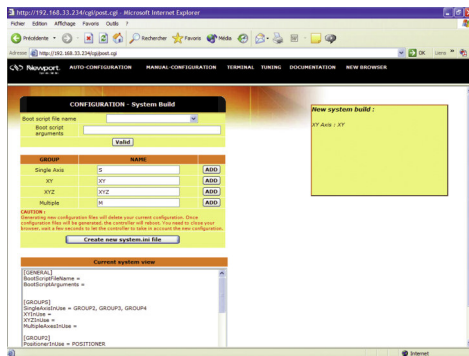 http://192.168.33.234/cgi/post.cgi - Microsoft Internet Explorer
Fichier Edition Affichage Favoris Outils ?
Précédente Rechercher Favoris Média
Adresse http://192.168.33.234/cgi/post.cgi OK Liens »
Newport. AUTO-CONFIGURATION MANUAL-CONFIGURATION TERMINAL TUNING DOCUMENTATION NEW BROWSER
CONFIGURATION - System Build
Boot script file name
Boot script arguments
Valid
GROUP NAME
Single Axis S ADD
XY XY ADD
XYZ XYZ ADD
Multiple M ADD
CAUTION :
Generating new configuration files will delete your current configuration. Once
configuration files will be generated, the controller will reboot. You need to close your
browser, wait a few seconds to let the controller to take in account the new configuration.
Create new system.ini file
Current system view
[GENERAL]
BootScriptFileName =
BootScriptArguments =
[GROUPS]
SingleAxisInUse = GROUP2, GROUP3, GROUP4
XYInUse =
XYZInUse =
MultipleAxesInUse =
[GROUP2]
PositionerInUse = POSITIONER
New system build :
XY Axis : XY
Internet